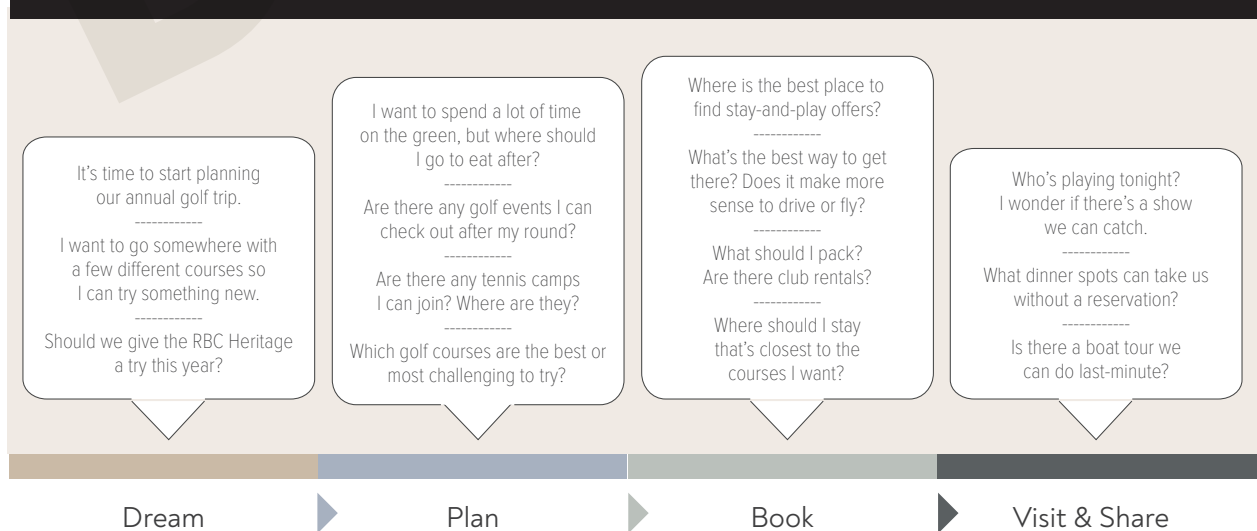 It's time to start planning
our annual golf trip.
------------
I want to go somewhere with
a few different courses so
I can try something new.
------------
Should we give the RBC Heritage
a try this year?
I want to spend a lot of time
on the green, but where should
I go to eat after?
------------
Are there any golf events I can
check out after my round?
------------
Are there any tennis camps
I can join? Where are they?
------------
Which golf courses are the best or
most challenging to try?
Where is the best place to
find stay-and-play offers?
------------
What's the best way to get
there? Does it make more
sense to drive or fly?
------------
What should I pack?
Are there club rentals?
------------
Where should I stay
that's closest to the
courses I want?
Who's playing tonight?
I wonder if there's a show
we can catch.
------------
What dinner spots can take us
without a reservation?
------------
Is there a boat tour we
can do last-minute?
Dream
Plan
Book
Visit & Share